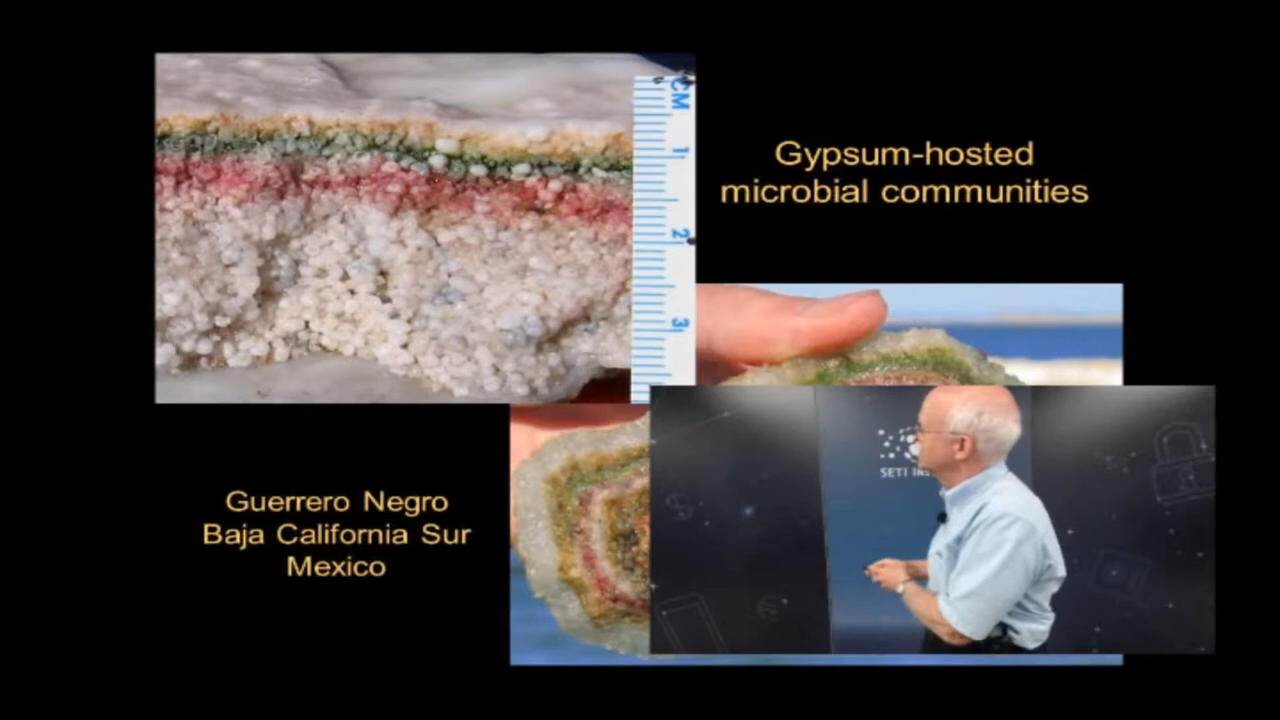 CM
1
2
3
Gypsum-hosted
microbial communities
Guerrero Negro
Baja California Sur
Mexico
SETI